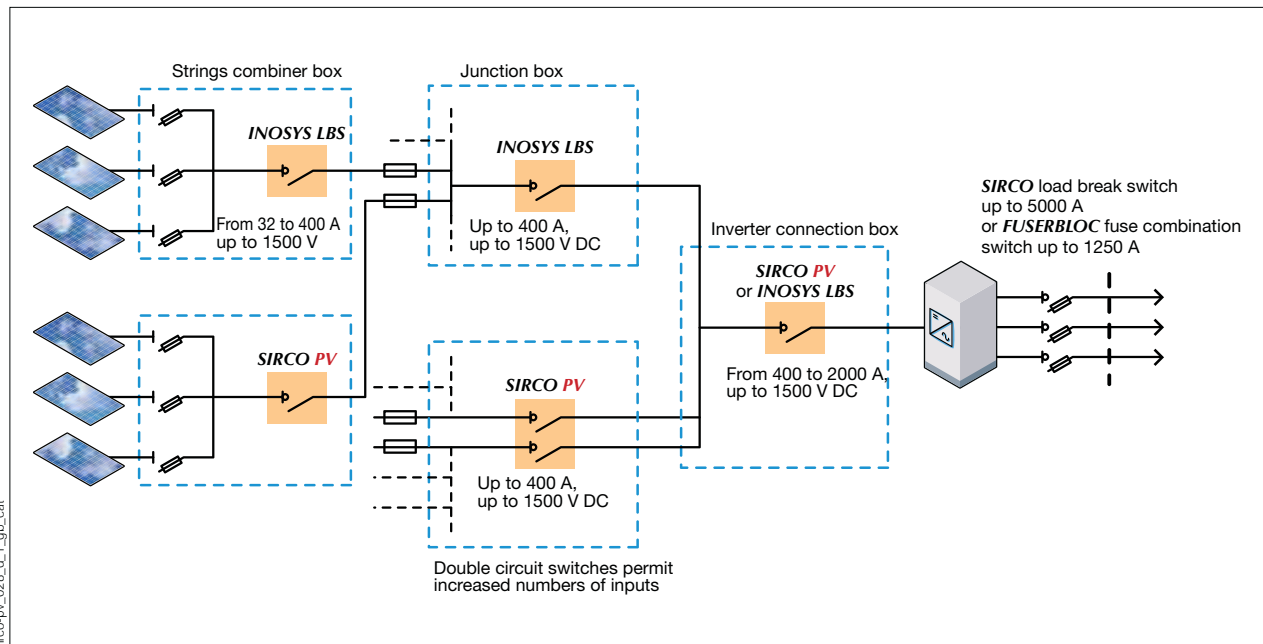 Strings combiner box
Junction box
INOSYS LBS
INOSYS LBS
From 32 to 400 A
up to 1500 V
Up to 400 A,
up to 1500 V DC
SIRCO load break switch
up to 5000 A
or FUSERBLOC fuse combination
switch up to 1250 A
Inverter connection box
SIRCO PV
or INOSYS LBS
From 400 to 2000 A,
up to 1500 V DC
SIRCO PV
SIRCO PV
Up to 400 A,
up to 1500 V DC
Double circuit switches permit
increased numbers of inputs